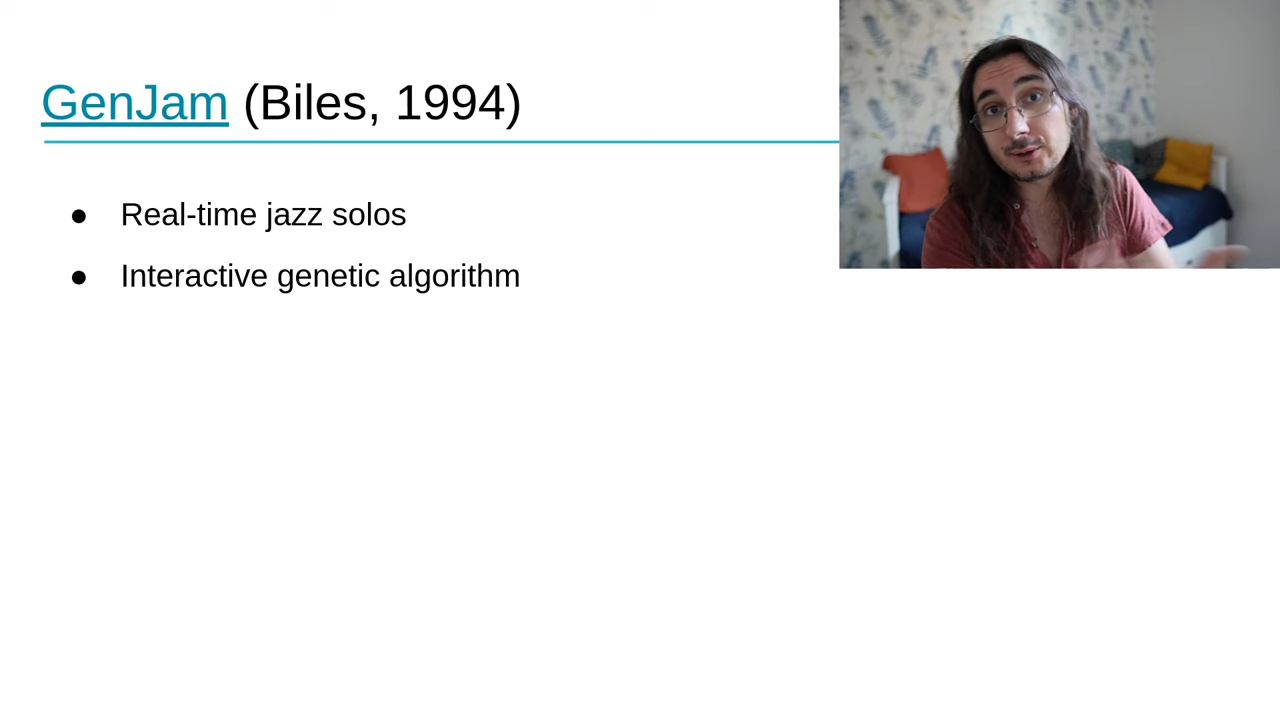 GenJam (Biles, 1994)
● Real-time jazz solos
● Interactive genetic algorithm